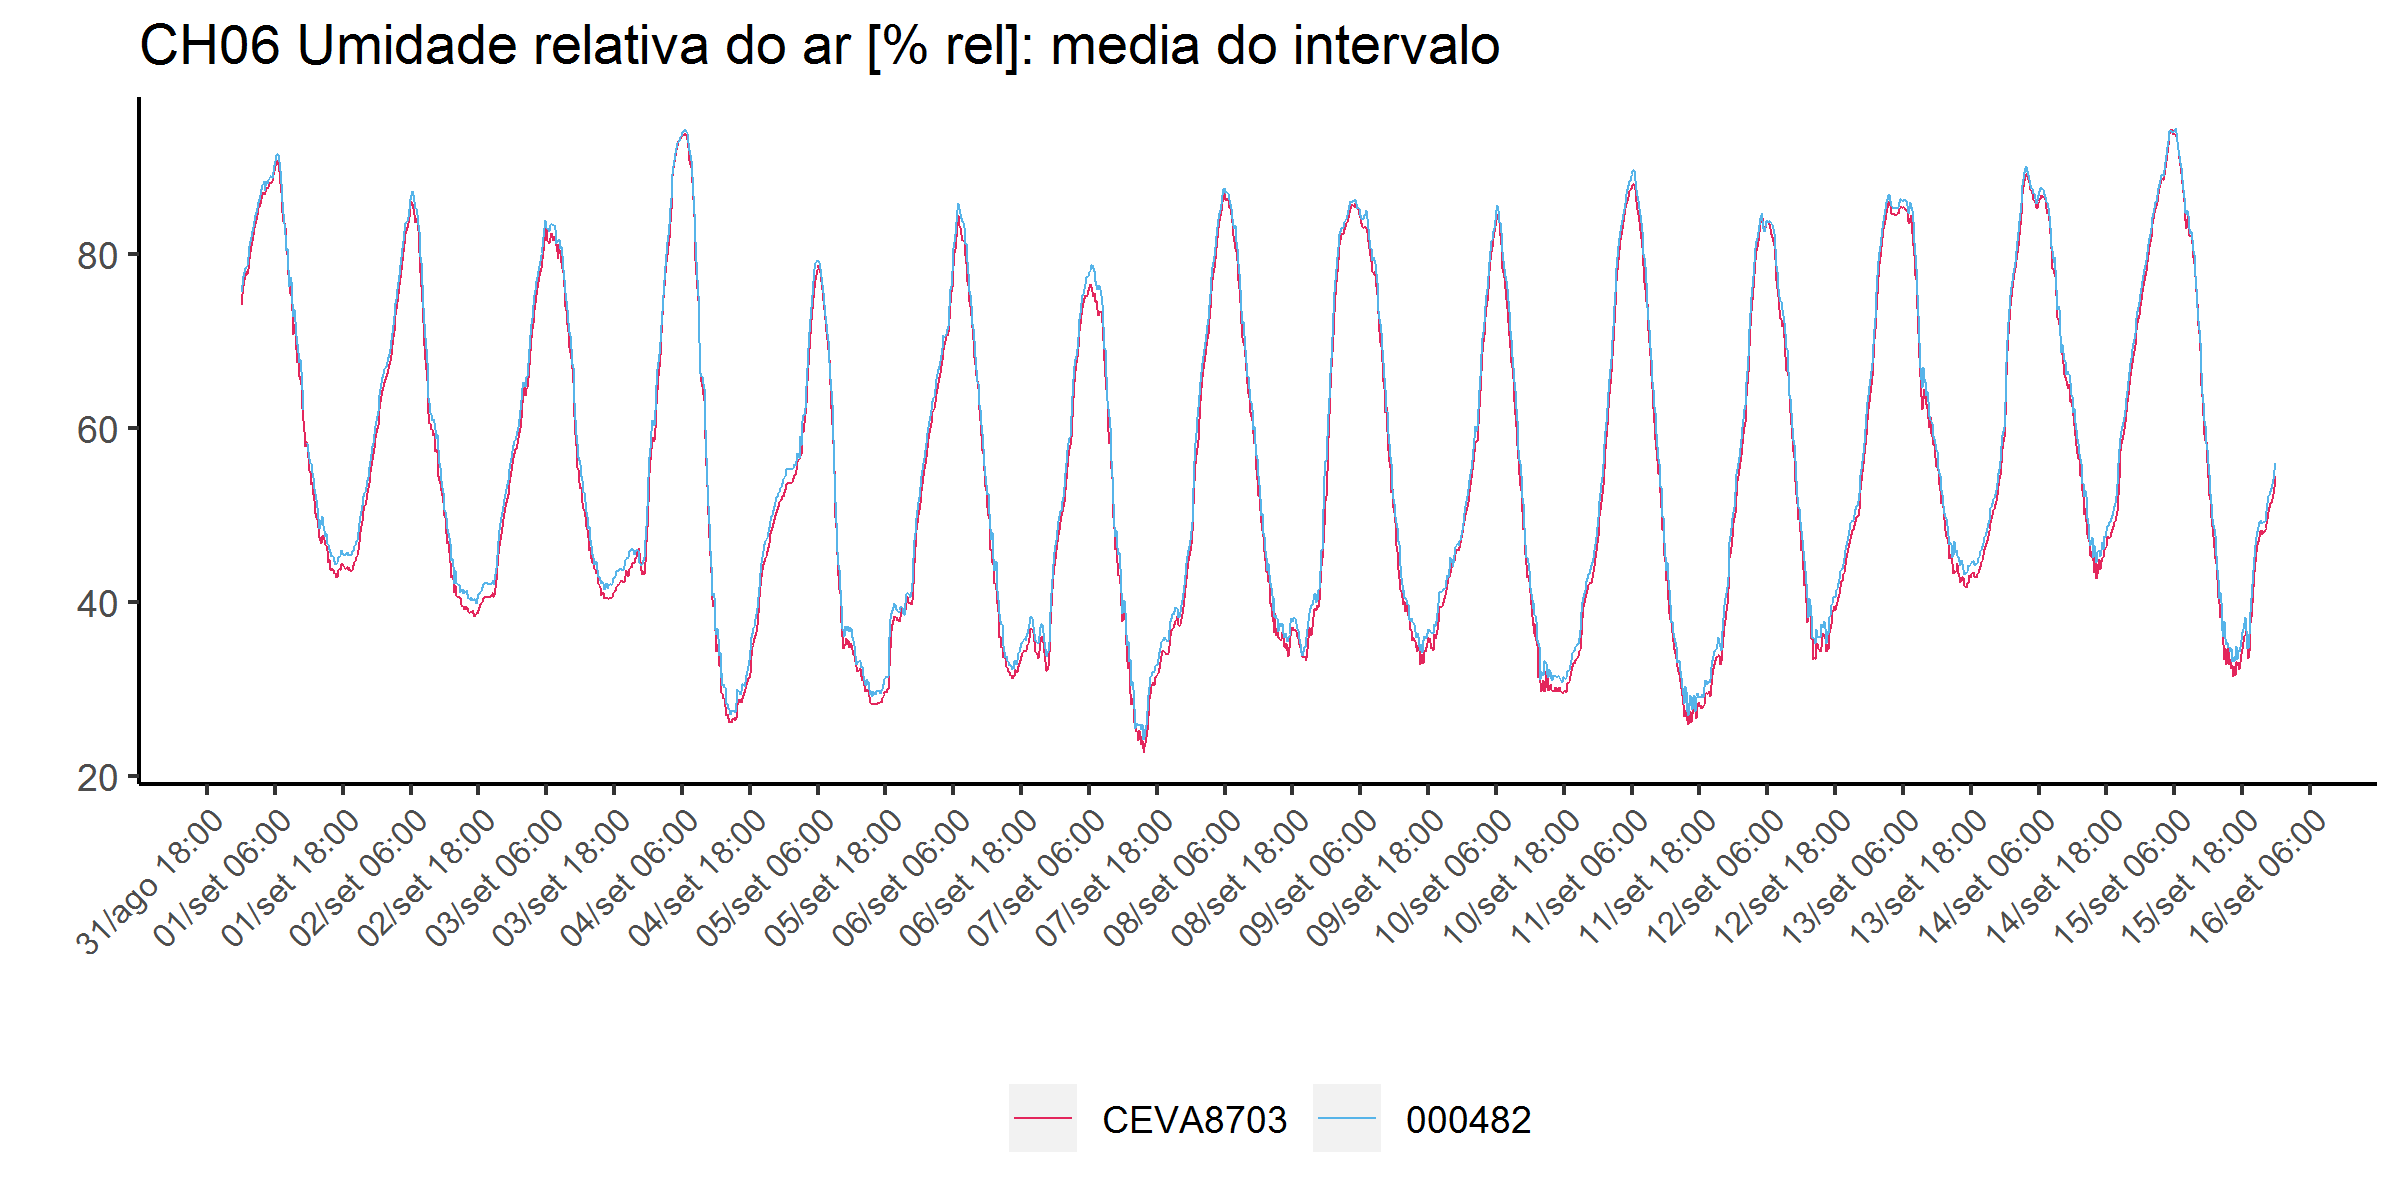 CH06 Umidade relativa do ar [% rel]: media do intervalo
80
60
40
20
31/ago 18:00
01/set 06:00
01/set 18:00
02/set 06:00
02/set 18:00
03/set 06:00
03/set 18:00
04/set 06:00
04/set 18:00
05/set 06:00
05/set 18:00
06/set 06:00
06/set 18:00
07/set 06:00
07/set 18:00
08/set 06:00
08/set 18:00
09/set 06:00
09/set 18:00
10/set 06:00
10/set 18:00
11/set 06:00
11/set 18:00
12/set 06:00
12/set 18:00
13/set 06:00
13/set 18:00
14/set 06:00
14/set 18:00
15/set 06:00
15/set 18:00
16/set 06:00
CEVA8703 000482